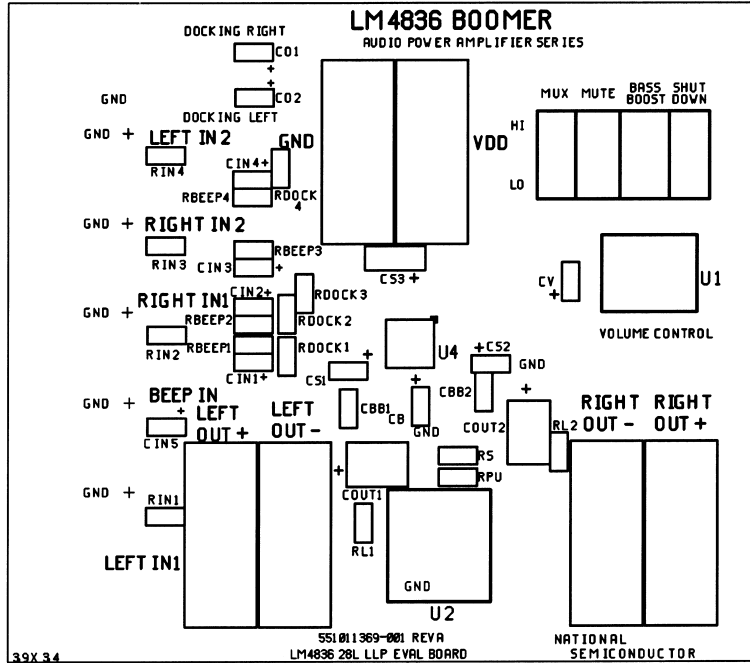 LM4836 BOOMER
AUDIO POWER AMPLIFIER SERIES
DOCKING RIGHT
CO1
+
+
CO2
DOCKING LEFT
GND
GND +
LEFT IN2
RIN4
CIN4+
GND
RBEEP4
RDOCK
4
VDD
MUX
MUTE
BASS
BOOST
SHUT
DOWN
HI
LO
GND +
RIGHT IN2
RIN3
RBEEP3
CIN3
+
CS3 +
CV
+
U1
VOLUME CONTROL
GND +
RIGHT IN1
RIN2
CIN2+
RBEEP2
RBEEP1
CIN1+
RDOCK3
RDOCK2
RDOCK1
+
CS1
U4
+
CS2
GND
+
CBB2
CBB1
+
CB
GND
COUT2
GND +
BEEP IN
+
CIN5
LEFT
OUT +
LEFT
OUT -
RL2
RIGHT
OUT -
RIGHT
OUT +
RS
RPU
GND +
RIN1
LEFT IN1
+
COUT1
RL1
GND
U2
551011369-001 REVA
LM4836 28L LLP EVAL BOARD
NATIONAL
SEMICONDUCTOR
39X34